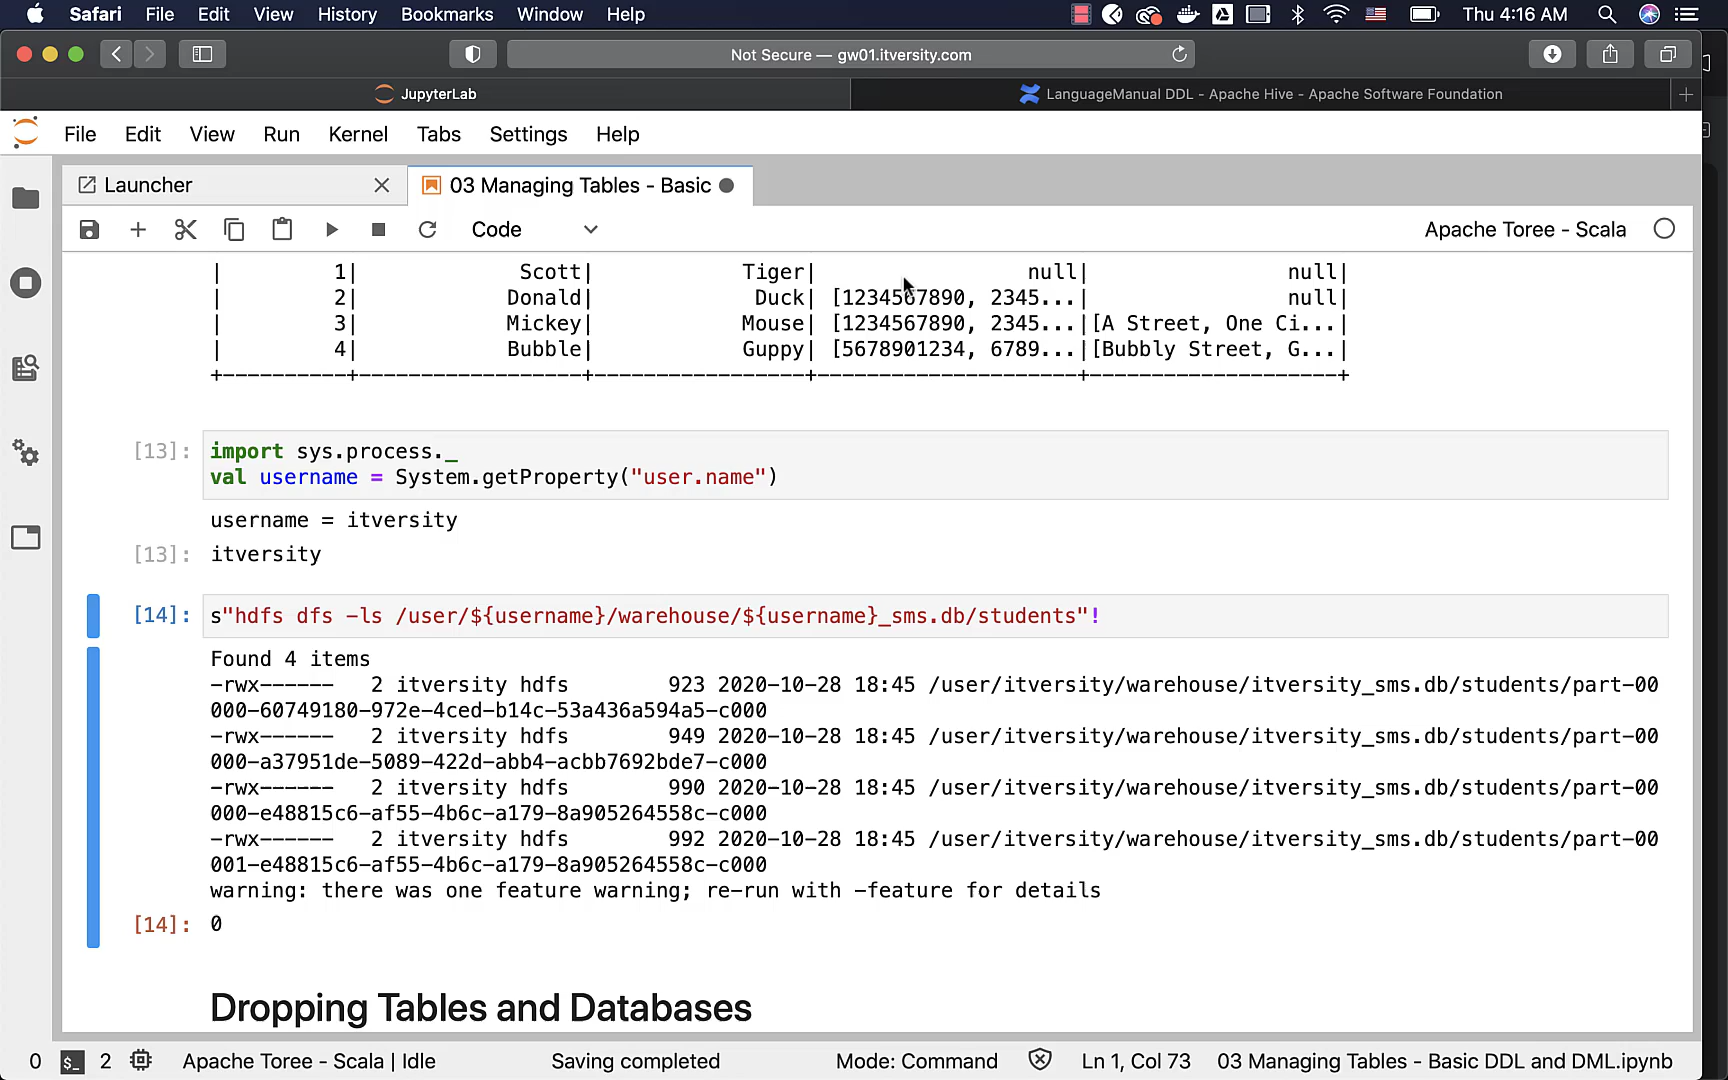 Safari File Edit View History Bookmarks Window Help Thu 4:16 AM
Not Secure — gw01.itversity.com
JupyterLab
LanguageManual DDL - Apache Hive - Apache Software Foundation
File Edit View Run Kernel Tabs Settings Help
Launcher
03 Managing Tables - Basic
Code
Apache Toree - Scala
| 1| Scott| Tiger| null| null|
| 2| Donald| Duck| [1234567890, 2345...| null|
| 3| Mickey| Mouse| [1234567890, 2345...|[A Street, One Ci...|
| 4| Bubble| Guppy| [5678901234, 6789...|[Bubbly Street, G...|
+----------+------------------+-----------------+---------------------+--------------------+
[13]: import sys.process._
val username = System.getProperty("user.name")
username = itversity
[13]: itversity
[14]: s"hdfs dfs -ls /user/${username}/warehouse/${username}_sms.db/students"!
Found 4 items
-rwx------ 2 itversity hdfs 923 2020-10-28 18:45 /user/itversity/warehouse/itversity_sms.db/students/part-00
000-60749180-972e-4ced-b14c-53a436a594a5-c000
-rwx------ 2 itversity hdfs 949 2020-10-28 18:45 /user/itversity/warehouse/itversity_sms.db/students/part-00
000-a37951de-5089-422d-abb4-acbb7692bde7-c000
-rwx------ 2 itversity hdfs 990 2020-10-28 18:45 /user/itversity/warehouse/itversity_sms.db/students/part-00
000-e48815c6-af55-4b6c-a179-8a905264558c-c000
-rwx------ 2 itversity hdfs 992 2020-10-28 18:45 /user/itversity/warehouse/itversity_sms.db/students/part-00
001-e48815c6-af55-4b6c-a179-8a905264558c-c000
warning: there was one feature warning; re-run with -feature for details
[14]: 0
Dropping Tables and Databases
0 $_ 2 Apache Toree - Scala | Idle Saving completed Mode: Command Ln 1, Col 73 03 Managing Tables - Basic DDL and DML.ipynb